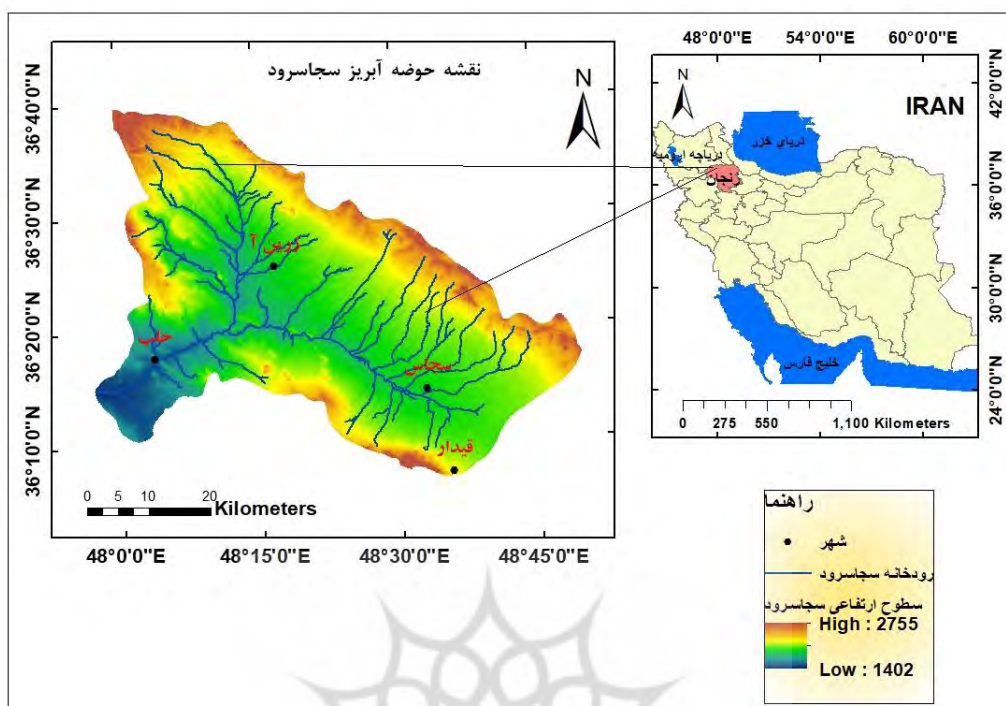 نقشه حوضه آبریز سجاسرود
N
36°40'0"N
36°30'0"N
36°20'0"N
36°10'0"N
زرین آ
حلب
سجاس
قیدار
0 5 10 20
Kilometers
48°0'0"E 48°15'0"E 48°30'0"E 48°45'0"E
48°0'0"E 54°0'0"E 60°0'0"E
N
IRAN
دریای خزر
دریاچه ارومیه
زنجان
خلیج فارس
42°0'0"N
36°0'0"N
30°0'0"N
24°0'0"N
0 275 550 1,100 Kilometers
راهنما
شهر
رودخانه سجاسرود
سطوح ارتفاعی سجاسرود
High : 2755
Low : 1402